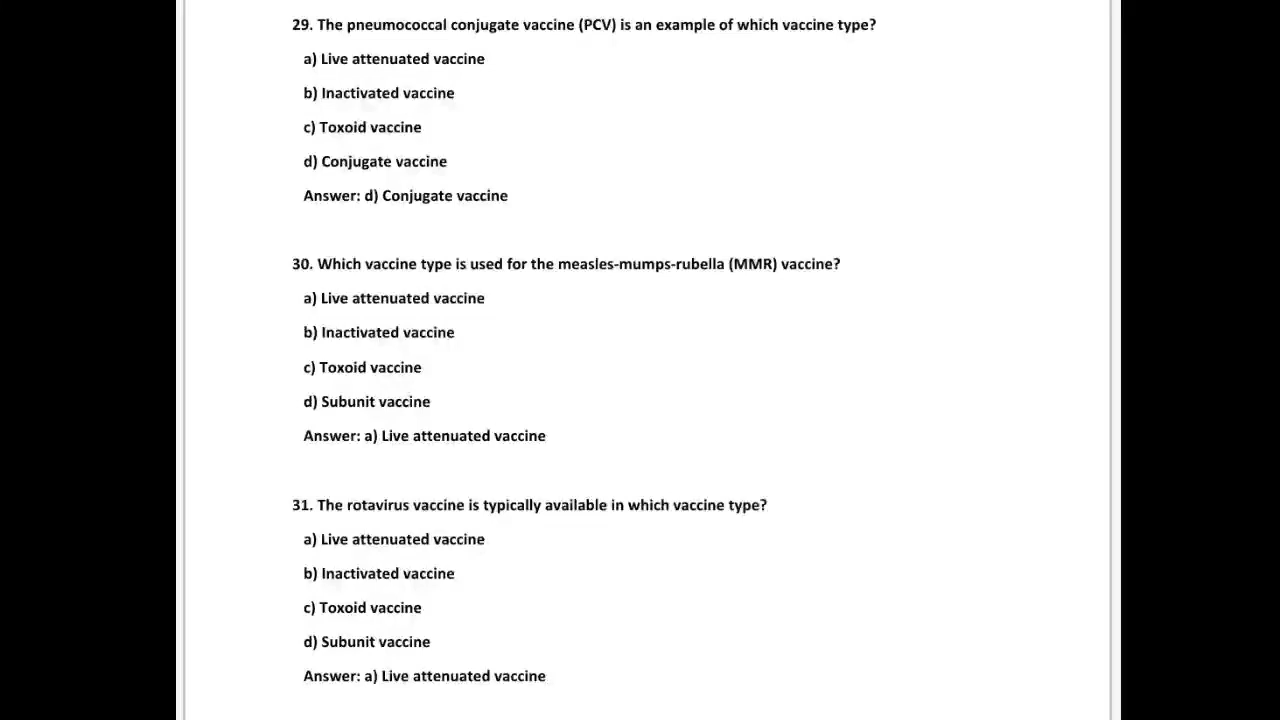 29. The pneumococcal conjugate vaccine (PCV) is an example of which vaccine type?
a) Live attenuated vaccine
b) Inactivated vaccine
c) Toxoid vaccine
d) Conjugate vaccine
Answer: d) Conjugate vaccine
30. Which vaccine type is used for the measles-mumps-rubella (MMR) vaccine?
a) Live attenuated vaccine
b) Inactivated vaccine
c) Toxoid vaccine
d) Subunit vaccine
Answer: a) Live attenuated vaccine
31. The rotavirus vaccine is typically available in which vaccine type?
a) Live attenuated vaccine
b) Inactivated vaccine
c) Toxoid vaccine
d) Subunit vaccine
Answer: a) Live attenuated vaccine